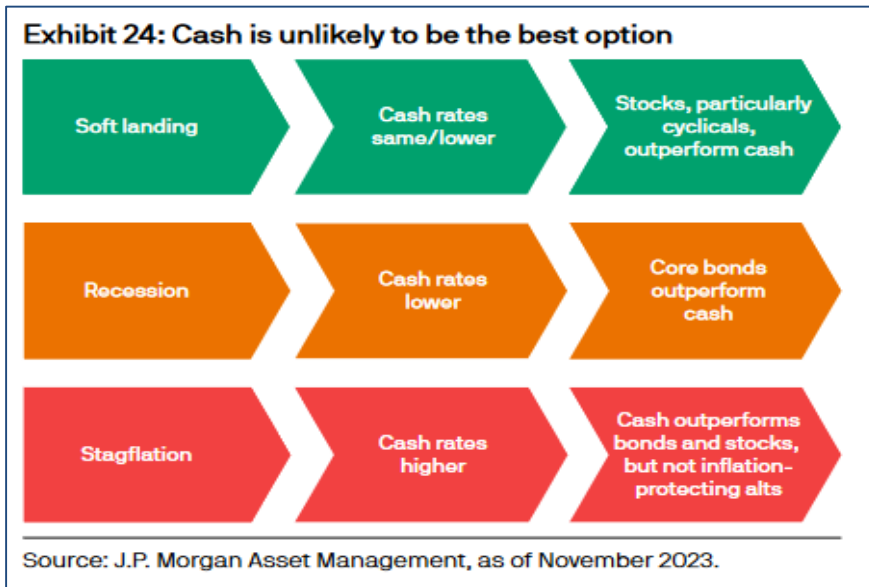 Exhibit 24: Cash is unlikely to be the best option
Soft landing
Cash rates
same/lower
Stocks, particularly
cyclicals,
outperform cash
Recession
Cash rates
lower
Core bonds
outperform
cash
Stagflation
Cash rates
higher
Cash outperforms
bonds and stocks,
but not inflation-
protecting alts
Source: J.P. Morgan Asset Management, as of November 2023.